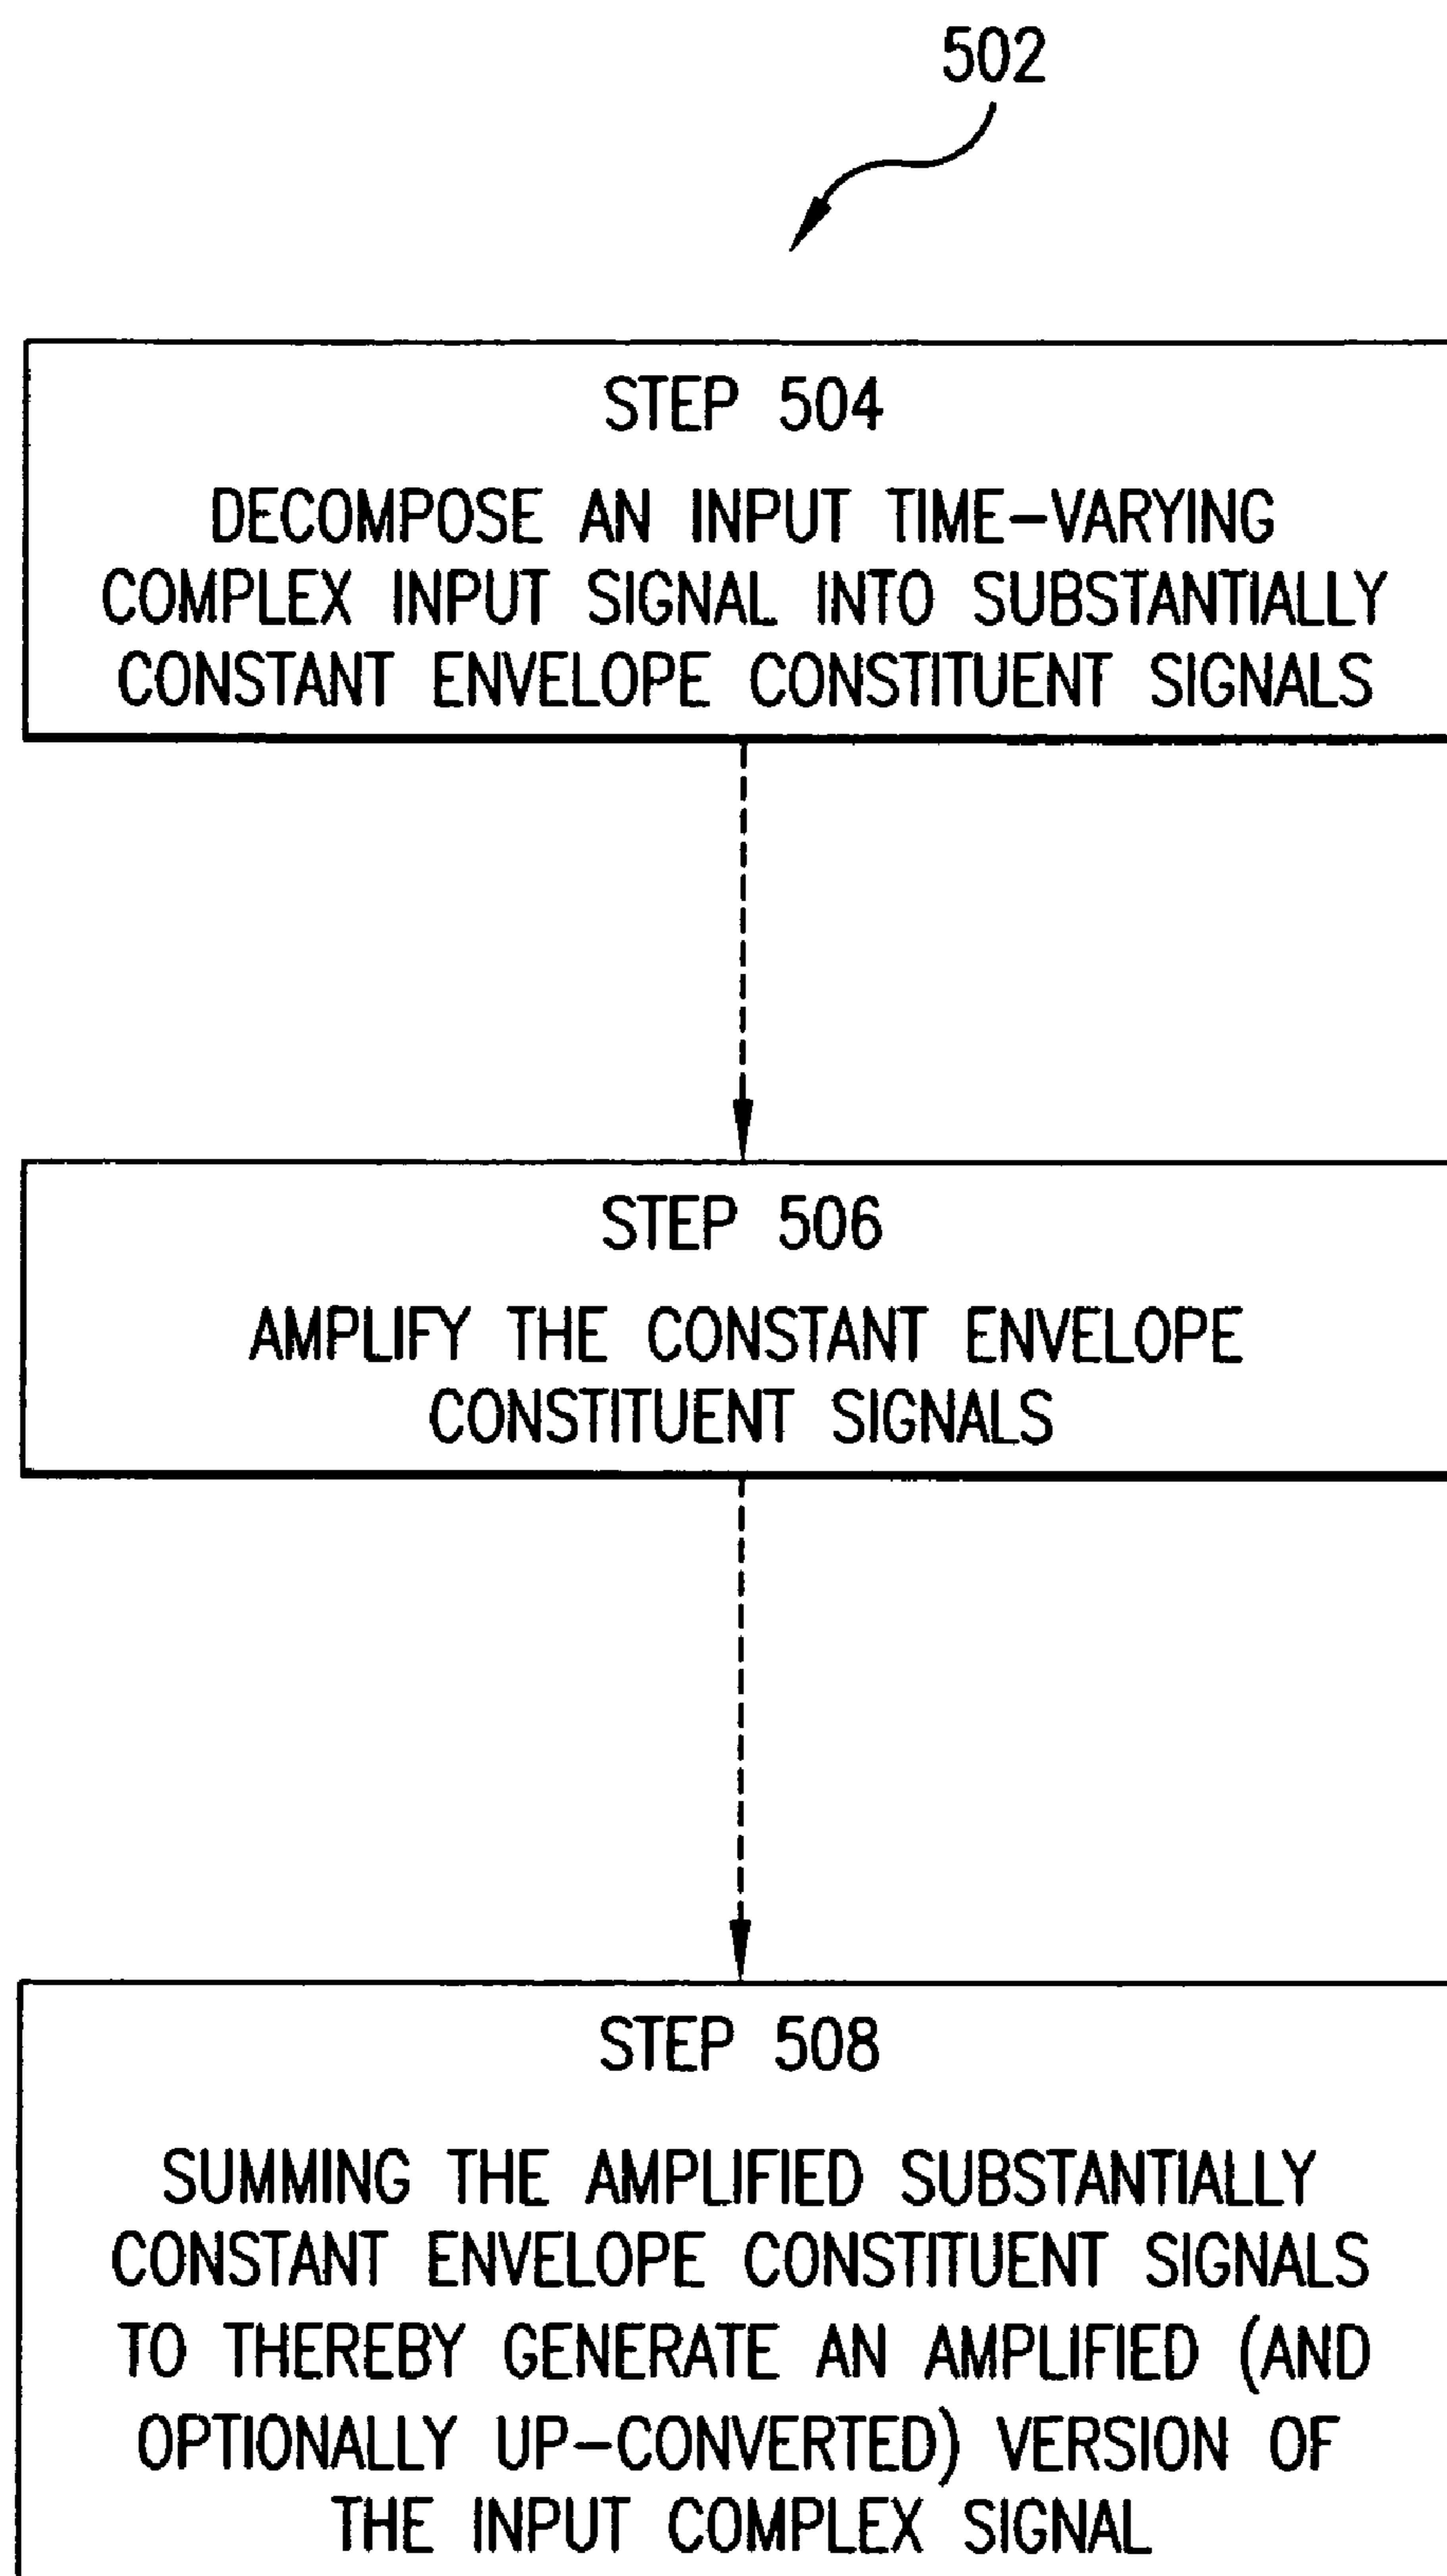 502
STEP 504
DECOMPOSE AN INPUT TIME-VARYING
COMPLEX INPUT SIGNAL INTO SUBSTANTIALLY
CONSTANT ENVELOPE CONSTITUENT SIGNALS
STEP 506
AMPLIFY THE CONSTANT ENVELOPE
CONSTITUENT SIGNALS
STEP 508
SUMMING THE AMPLIFIED SUBSTANTIALLY
CONSTANT ENVELOPE CONSTITUENT SIGNALS
TO THEREBY GENERATE AN AMPLIFIED (AND
OPTIONALLY UP-CONVERTED) VERSION OF
THE INPUT COMPLEX SIGNAL